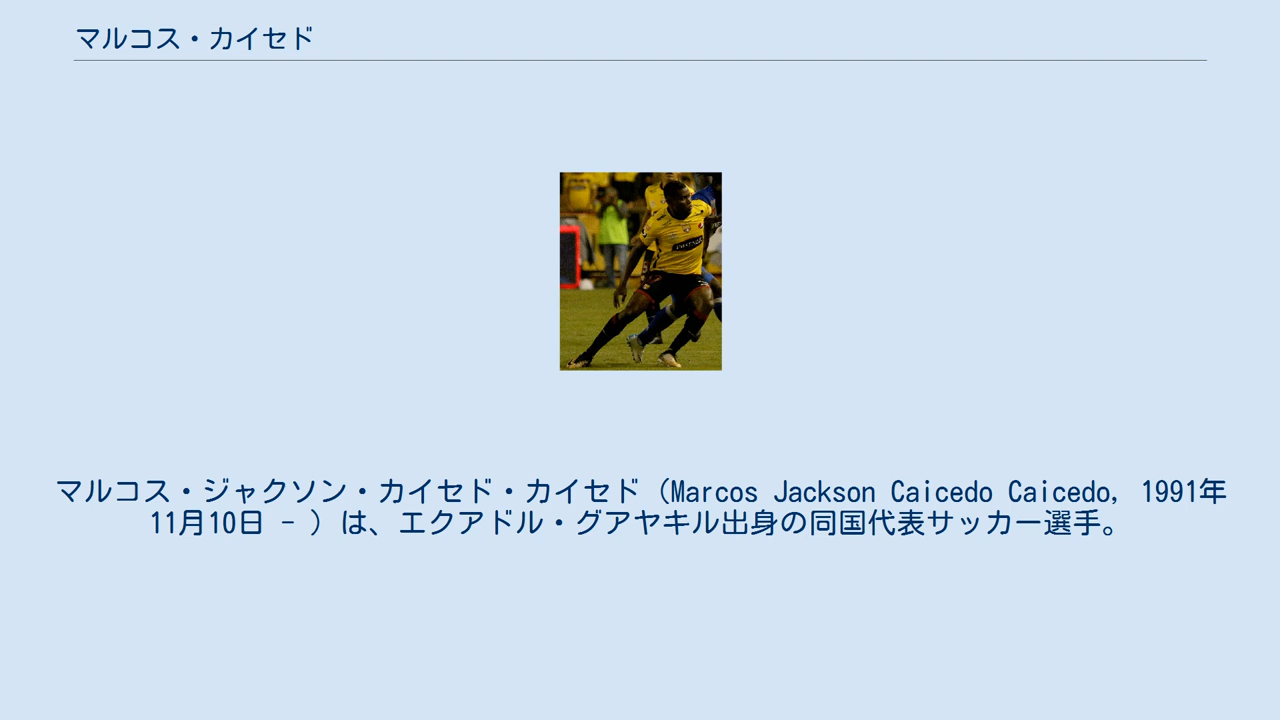 マルコス・カイセド
マルコス・ジャクソン・カイセド・カイセド（Marcos Jackson Caicedo Caicedo, 1991年
11月10日 - ）は、エクアドル・グアヤキル出身の同国代表サッカー選手。